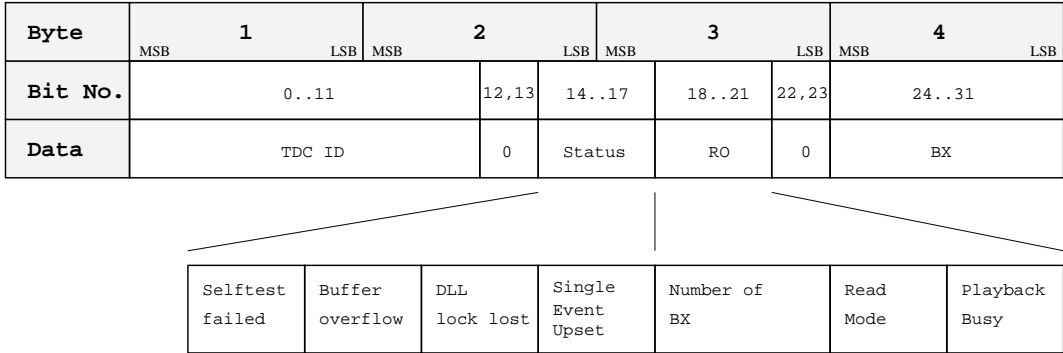 Byte 1 2 3 4
MSB LSB MSB LSB MSB LSB MSB LSB
Bit No. 0..11 12,13 14..17 18..21 22,23 24..31
Data TDC ID 0 Status RO 0 BX
Selftest failed
Buffer overflow
DLL lock lost
Single Event Upset
Number of BX
Read Mode
Playback Busy